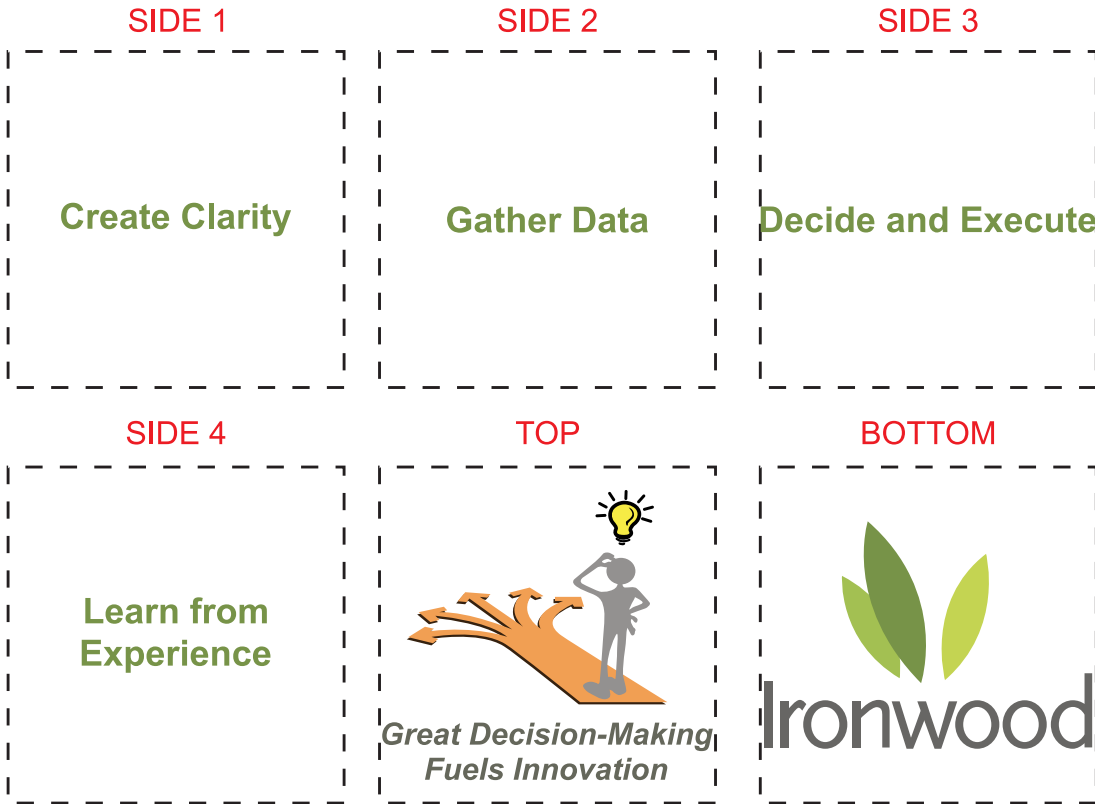 SIDE 1
SIDE 2
SIDE 3
Create Clarity
Gather Data
Decide and Execute
SIDE 4
TOP
BOTTOM
Learn from
Experience
Great Decision-Making
Fuels Innovation
Ironwood